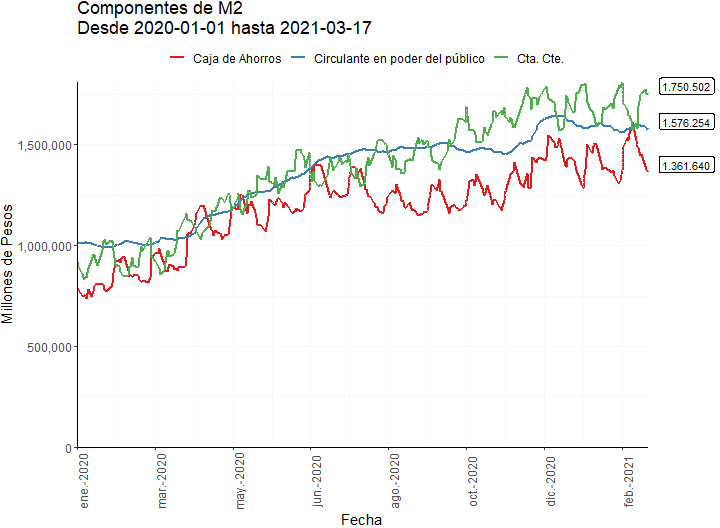 Componentes de M2
Desde 2020-01-01 hasta 2021-03-17
Caja de Ahorros Circulante en poder del público Cta. Cte.
1.750.502
1.576.254
1.361.640
Millones de Pesos
1,500,000
1,000,000
500,000
0
ene.-2020
mar.-2020
may.-2020
jun.-2020
ago.-2020
oct.-2020
dic.-2020
feb.-2021
Fecha